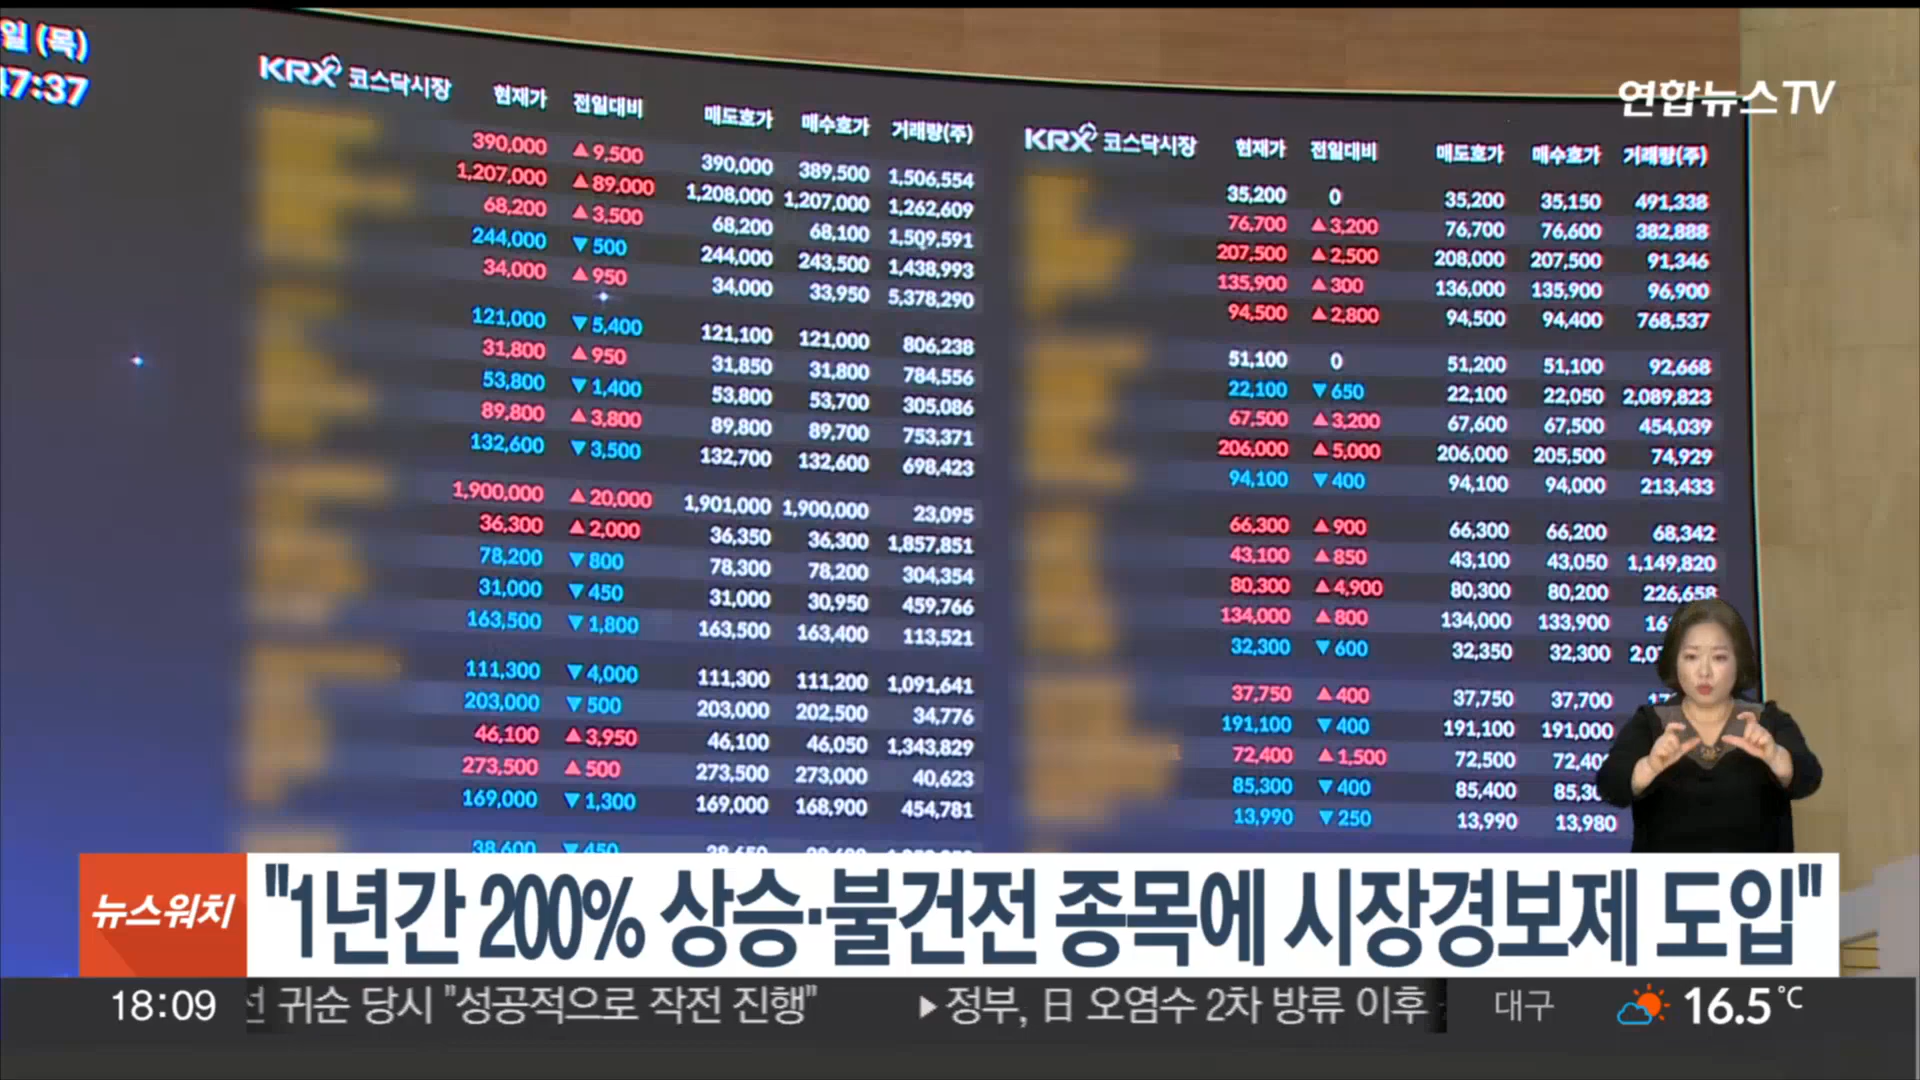 일 (목)
47:37
연합뉴스TV
KRX 코스닥시장 현재가 전일대비 매도호가 매수호가 거래량(주)
390,000 ▲9,500 390,000 389,500 1,506,554
1,207,000 ▲89,000 1,208,000 1,207,000 1,262,609
68,200 ▲3,500 68,200 68,100 1,509,591
244,000 ▼500 244,000 243,500 1,438,993
34,000 ▲950 34,000 33,950 5,378,290
121,000 ▼5,400 121,100 121,000 806,238
31,800 ▲950 31,850 31,800 784,556
53,800 ▼1,400 53,800 53,700 305,086
89,800 ▲3,800 89,800 89,700 753,371
132,600 ▼3,500 132,700 132,600 698,423
1,900,000 ▲20,000 1,901,000 1,900,000 23,095
36,300 ▲2,000 36,350 36,300 1,857,851
78,200 ▼800 78,300 78,200 304,354
31,000 ▼450 31,000 30,950 459,766
163,500 ▼1,800 163,500 163,400 113,521
111,300 ▼4,000 111,300 111,200 1,091,641
203,000 ▼500 203,000 202,500 34,776
46,100 ▲3,950 46,100 46,050 1,343,829
273,500 ▲500 273,500 273,000 40,623
169,000 ▼1,300 169,000 168,900 454,781
38,600 ▼450
KRX 코스닥시장 현재가 전일대비 매도호가 매수호가 거래량(주)
35,200 0 35,200 35,150 491,338
76,700 ▲3,200 76,700 76,600 382,888
207,500 ▲2,500 208,000 207,500 91,346
135,900 ▲300 136,000 135,900 96,900
94,500 ▲2,800 94,500 94,400 768,537
51,100 0 51,200 51,100 92,668
22,100 ▼650 22,100 22,050 2,089,823
67,500 ▲3,200 67,600 67,500 454,039
206,000 ▲5,000 206,000 205,500 74,929
94,100 ▼400 94,100 94,000 213,433
66,300 ▲900 66,300 66,200 68,342
43,100 ▲850 43,100 43,050 1,149,820
80,300 ▲4,900 80,300 80,200 226,658
134,000 ▲800 134,000 133,900
32,300 ▼600 32,350 32,300
37,750 ▲400 37,750 37,700
191,100 ▼400 191,100 191,000
72,400 ▲1,500 72,500
85,300 ▼400 85,400
13,990 ▼250 13,990 13,980
뉴스워치
"1년간 200% 상승·불건전 종목에 시장경보제 도입"
18:09 선 귀순 당시 "성공적으로 작전 진행" ▶정부, 日 오염수 2차 방류 이후 대구 16.5℃